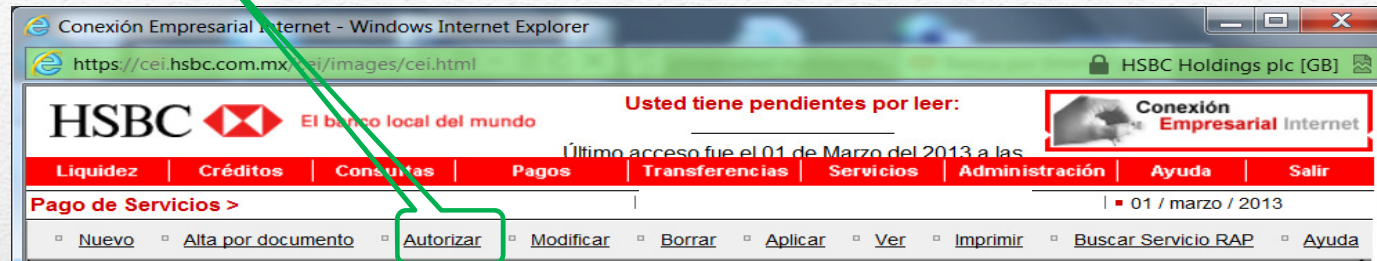 Conexión Empresarial Internet - Windows Internet Explorer
https://cei.hsbc.com.mx/cei/images/cei.html HSBC Holdings plc [GB]
HSBC El banco local del mundo
Usted tiene pendientes por leer:
Último acceso fue el 01 de Marzo del 2013 a las
Conexión
Empresarial Internet
Liquidez Créditos Consultas Pagos Transferencias Servicios Administración Ayuda Salir
Pago de Servicios > 01 / marzo / 2013
Nuevo Alta por documento Autorizar Modificar Borrar Aplicar Ver Imprimir Buscar Servicio RAP Ayuda